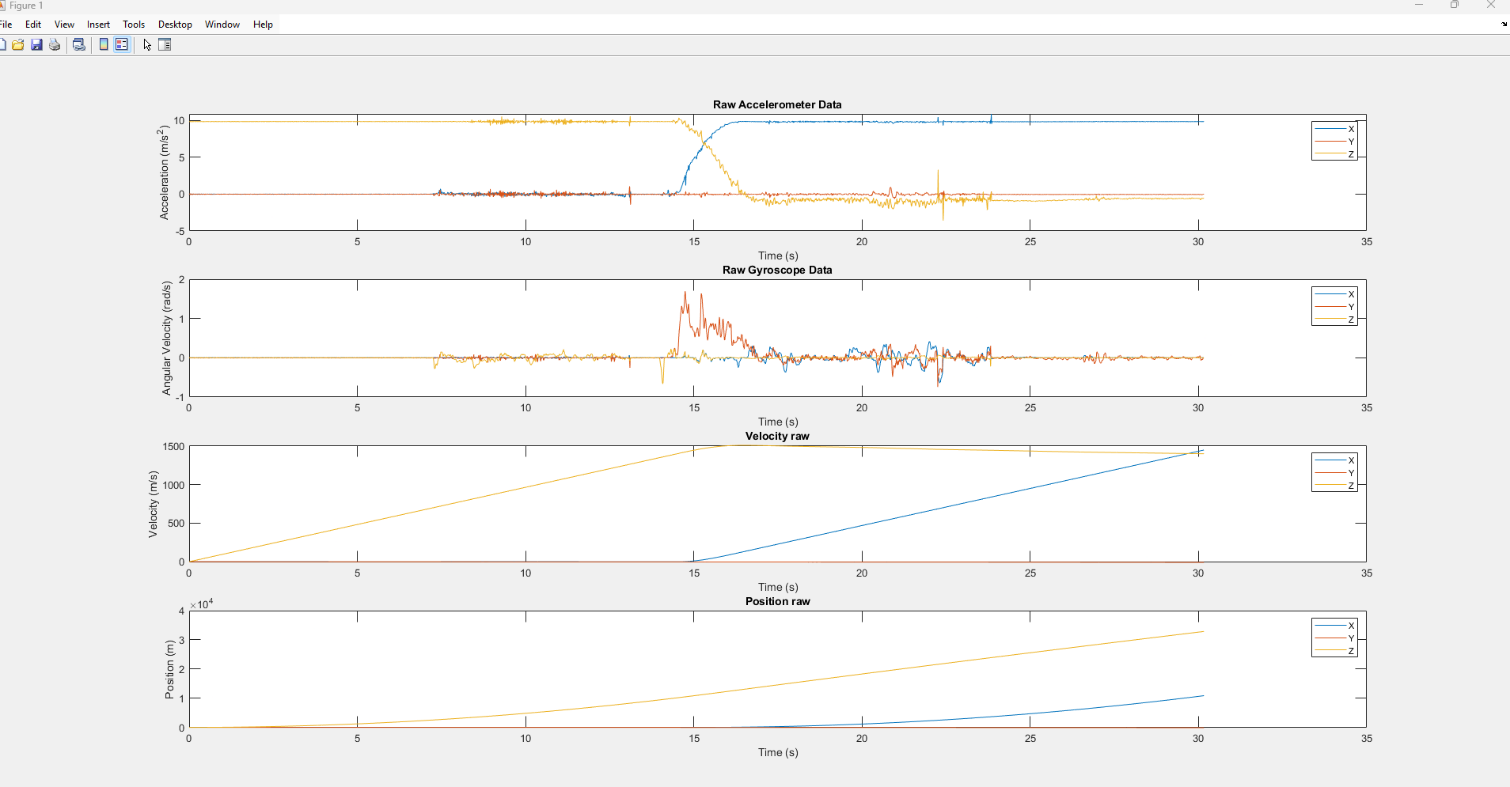 Figure 1
File Edit View Insert Tools Desktop Window Help
Raw Accelerometer Data
Acceleration (m/s²)
10
5
0
-5
0 5 10 15 20 25 30 35
Time (s)
X
Y
Z
Raw Gyroscope Data
Angular Velocity (rad/s)
2
1
0
-1
0 5 10 15 20 25 30 35
Time (s)
X
Y
Z
Velocity raw
Velocity (m/s)
1500
1000
500
0
0 5 10 15 20 25 30 35
Time (s)
X
Y
Z
Position raw
×10⁴
Position (m)
4
3
2
1
0
0 5 10 15 20 25 30 35
Time (s)
X
Y
Z